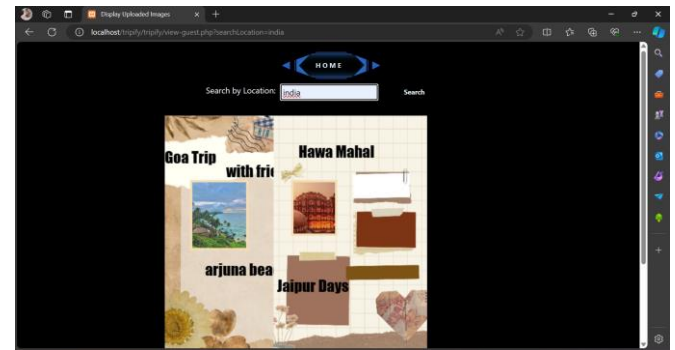 Display Uploaded Images
localhost/tripify/tripify/view-guest.php?searchLocation=india
HOME
Search by Location: india Search
Goa Trip
with frie
arjuna bea
Hawa Mahal
Jaipur Days